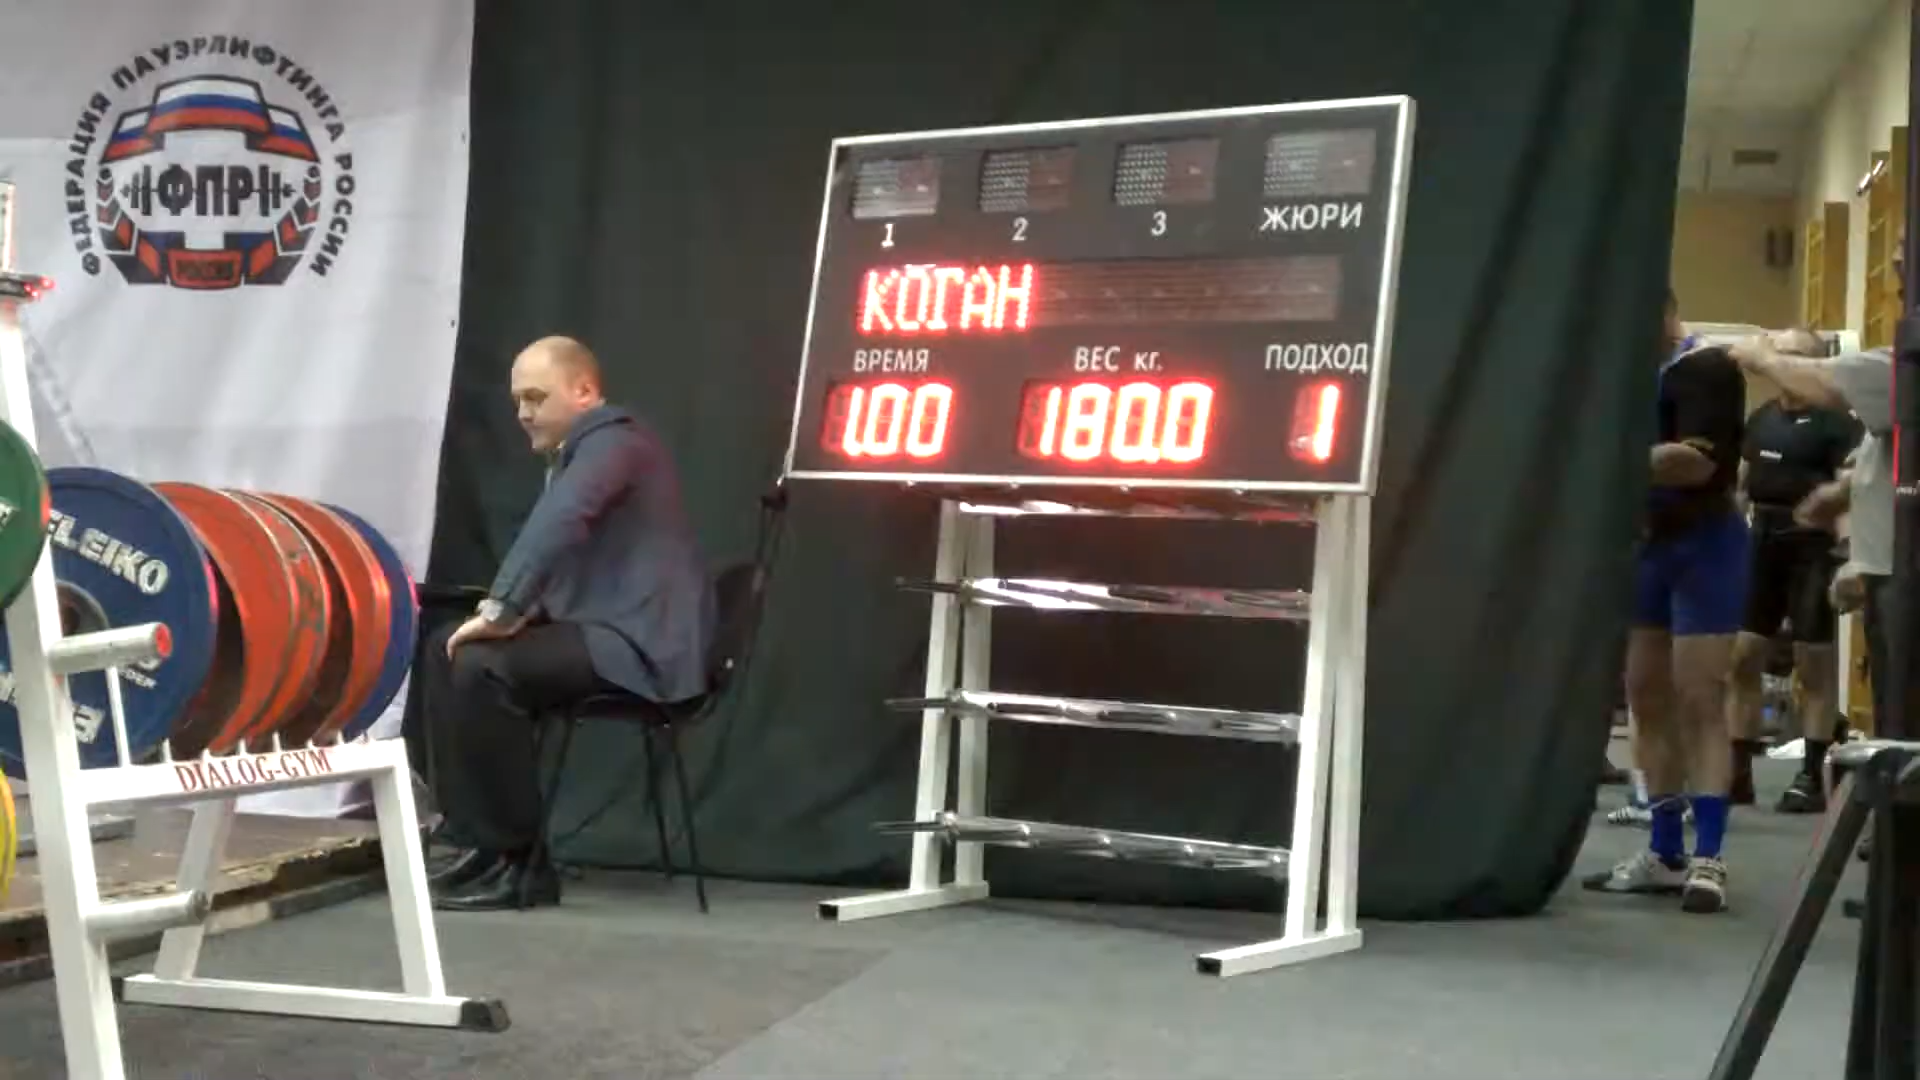 ФЕДЕРАЦИЯ ПАУЭРЛИФТИНГА РОССИИ
ФПР
РОССИЯ
1 2 3 ЖЮРИ
КОГАН
ВРЕМЯ ВЕС кг. ПОДХОД
1.00 180.0 1
ELEIKO
DIALOG-GYM